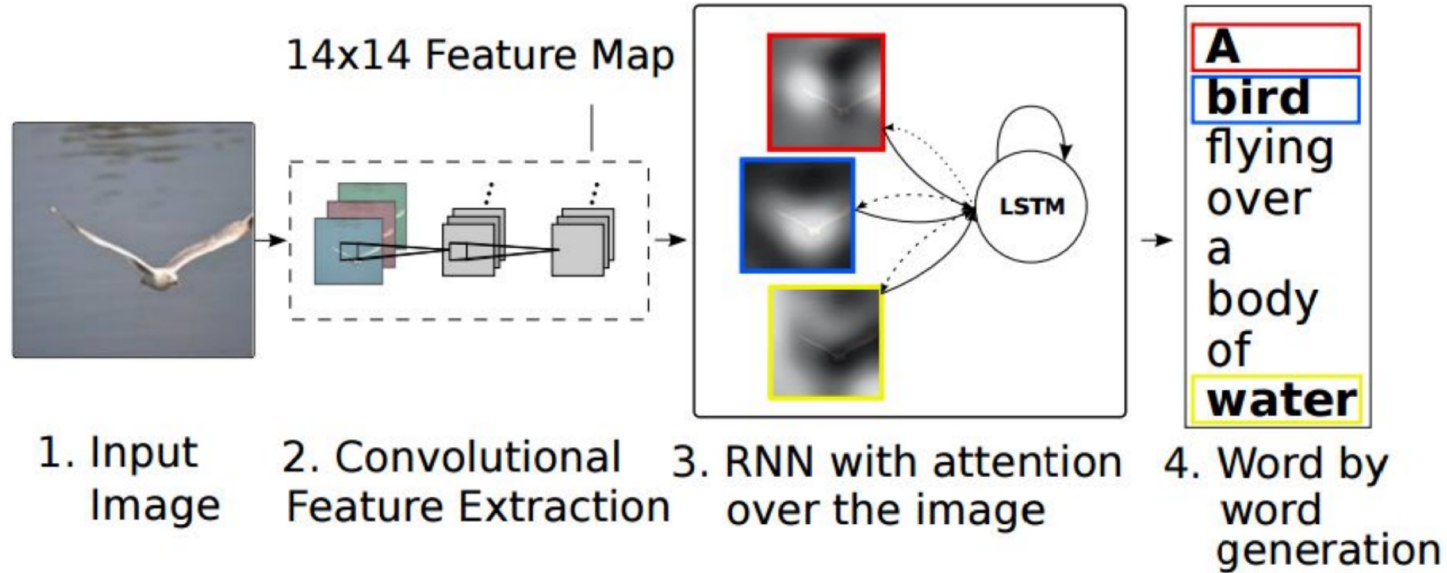 14x14 Feature Map
LSTM
A
bird
flying
over
a
body
of
water
1. Input
Image
2. Convolutional
Feature Extraction
3. RNN with attention
over the image
4. Word by
word
generation